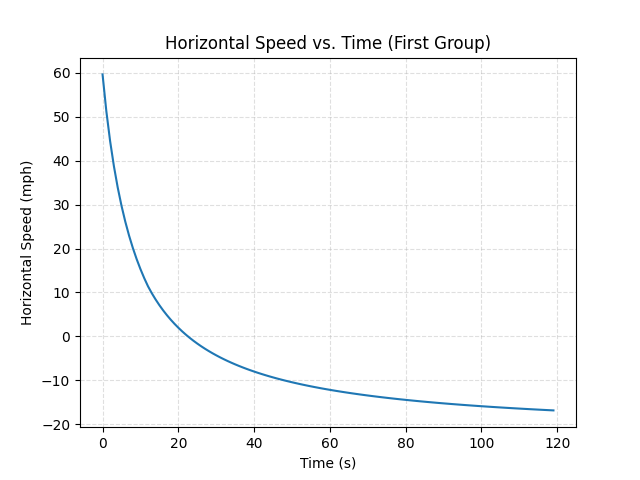 Horizontal Speed vs. Time (First Group)
Horizontal Speed (mph)
60
50
40
30
20
10
0
−10
−20
0 20 40 60 80 100 120
Time (s)